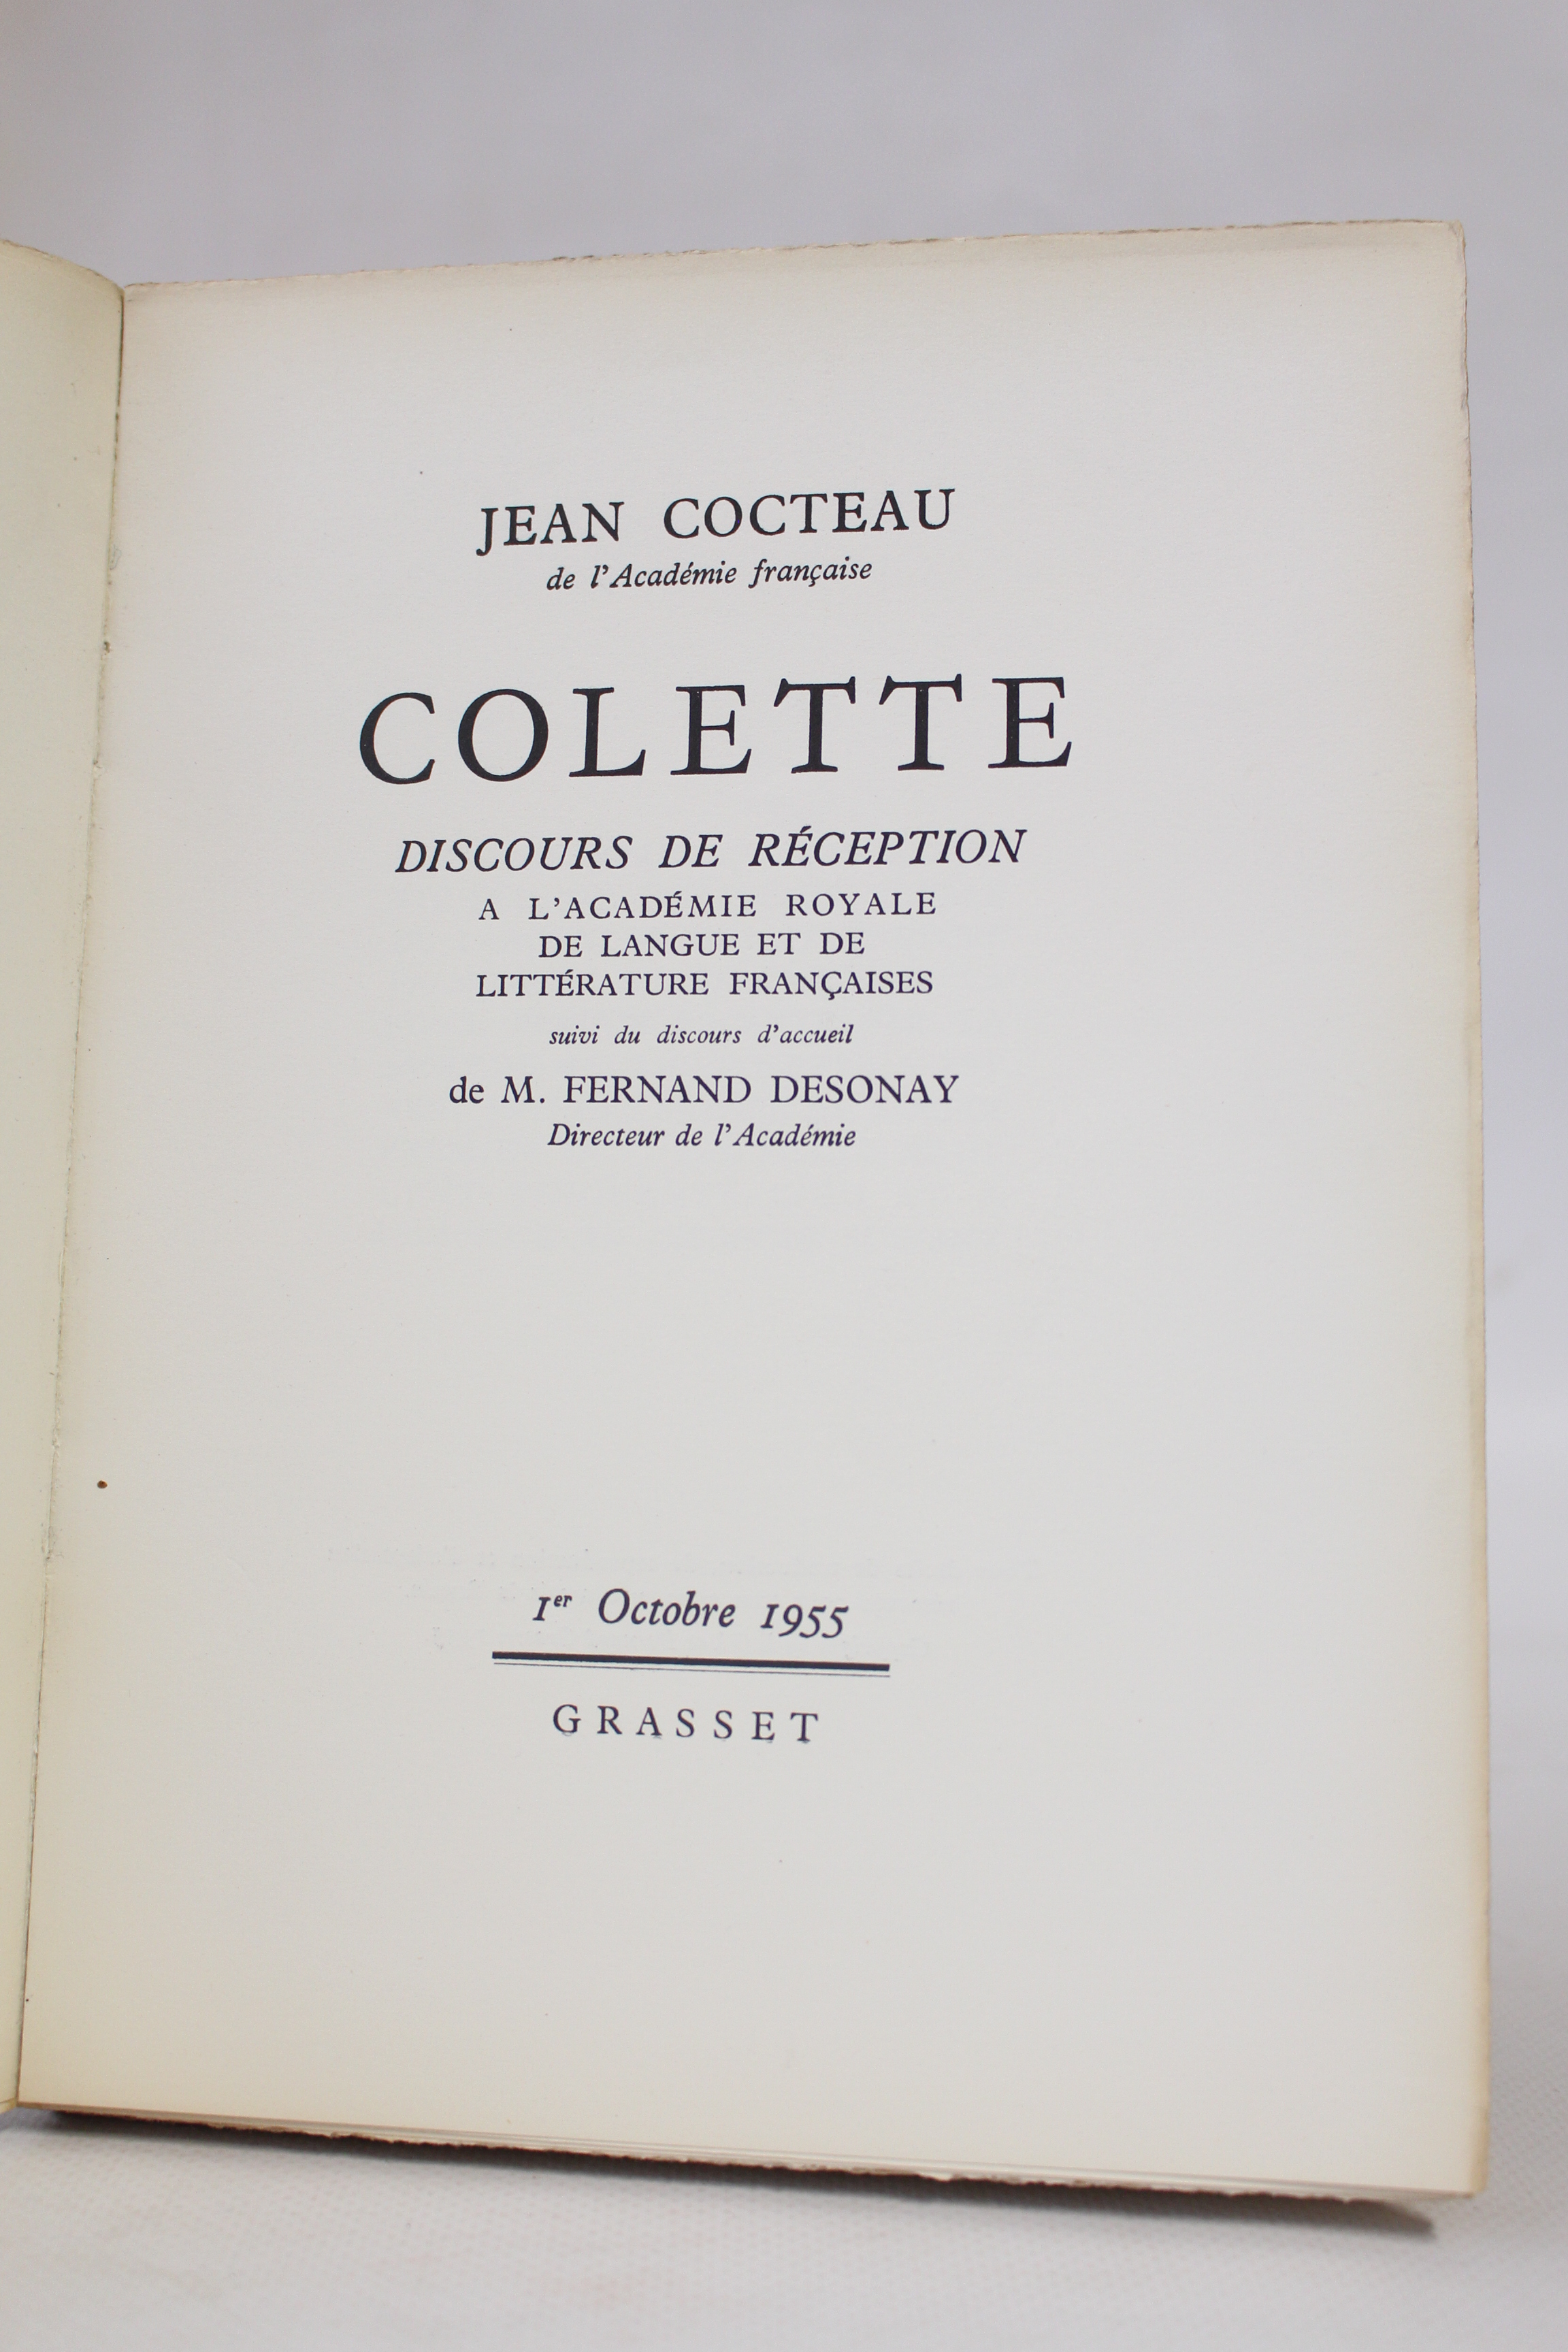 JEAN COCTEAU
de l'Académie française
COLETTE
DISCOURS DE RÉCEPTION
A L'ACADÉMIE ROYALE
DE LANGUE ET DE
LITTÉRATURE FRANÇAISES
suivi du discours d'accueil
de M. FERNAND DESONAY
Directeur de l'Académie
1er Octobre 1955
GRASSET